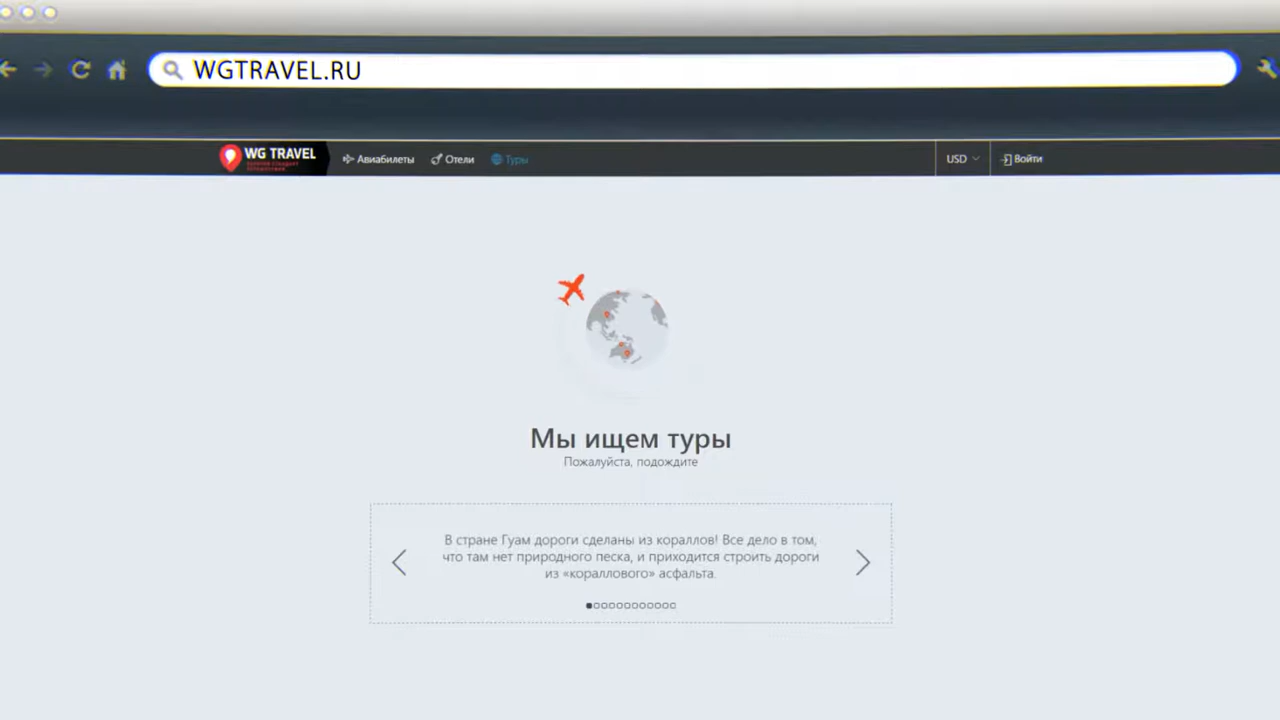 WGTRAVEL.RU
WG TRAVEL
Авиабилеты
Отели
Туры
USD
Войти
Мы ищем туры
Пожалуйста, подождите
В стране Гуам дороги сделаны из кораллов! Все дело в том,
что там нет природного песка, и приходится строить дороги
из «кораллового» асфальта.